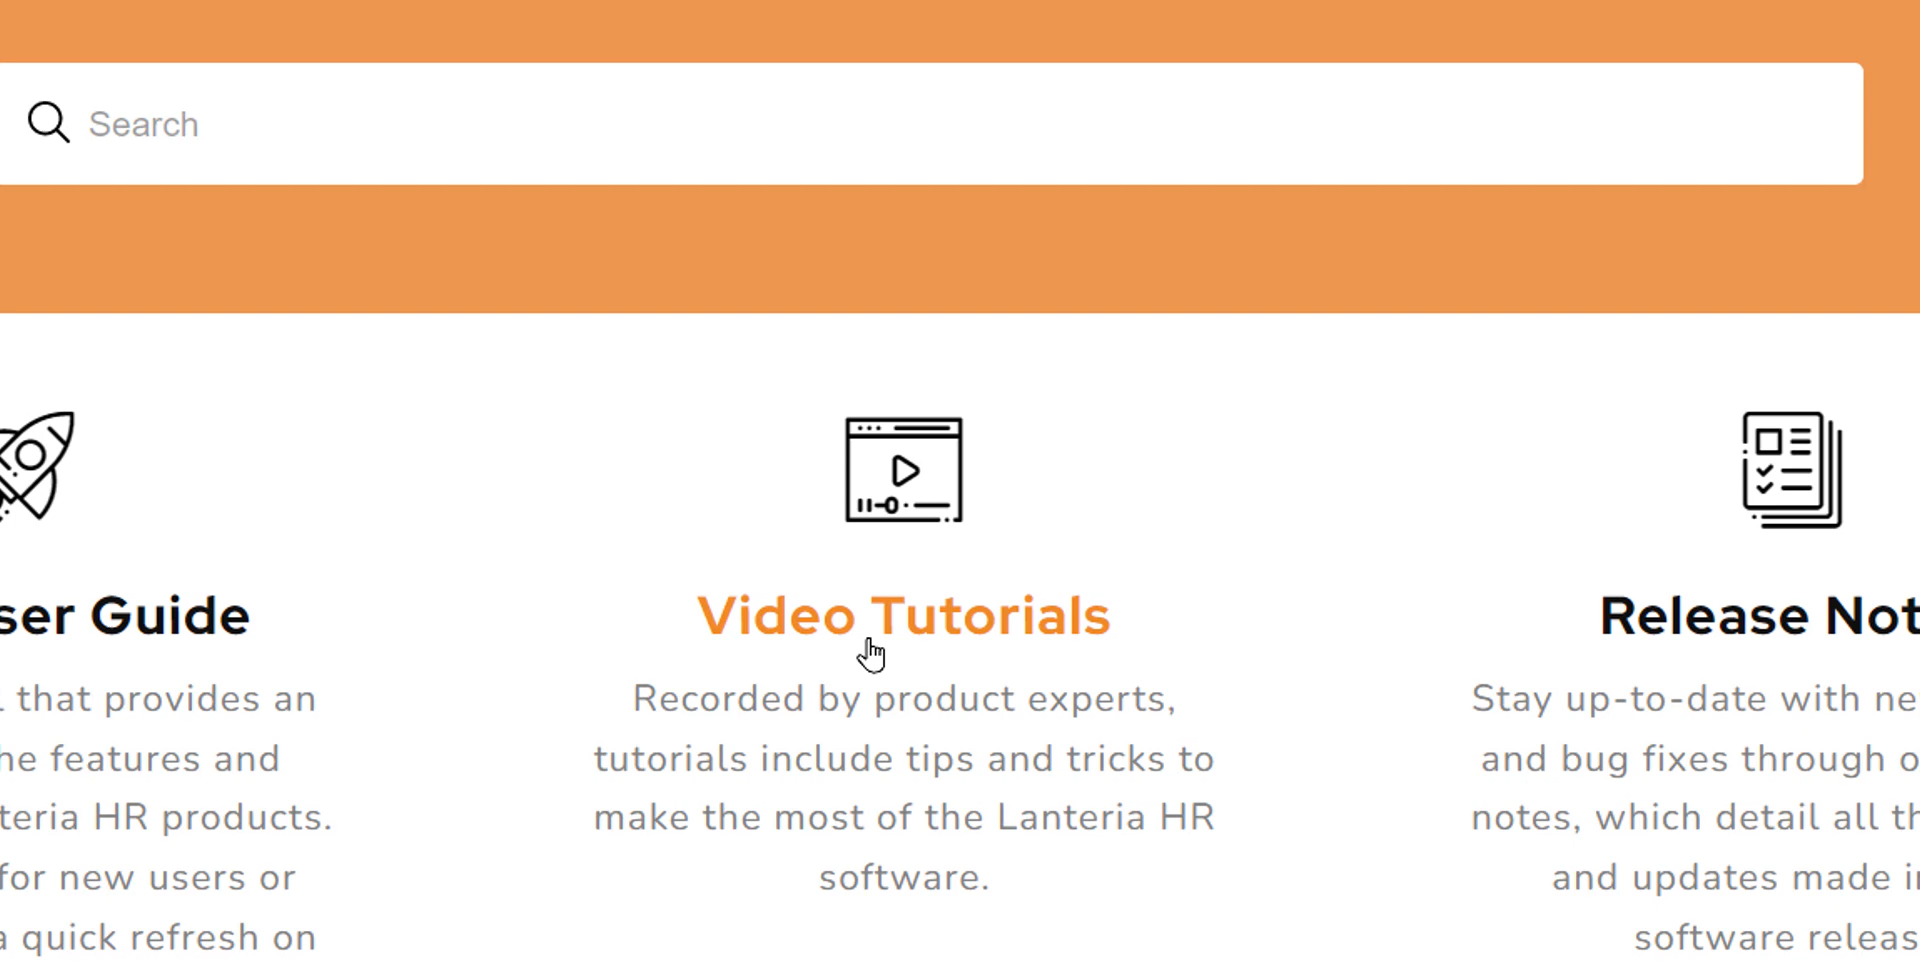 Search
ser Guide
that provides an
he features and
teria HR products.
for new users or
a quick refresh on
Video Tutorials
Recorded by product experts,
tutorials include tips and tricks to
make the most of the Lanteria HR
software.
Release Not
Stay up-to-date with ne
and bug fixes through o
notes, which detail all th
and updates made in
software releas